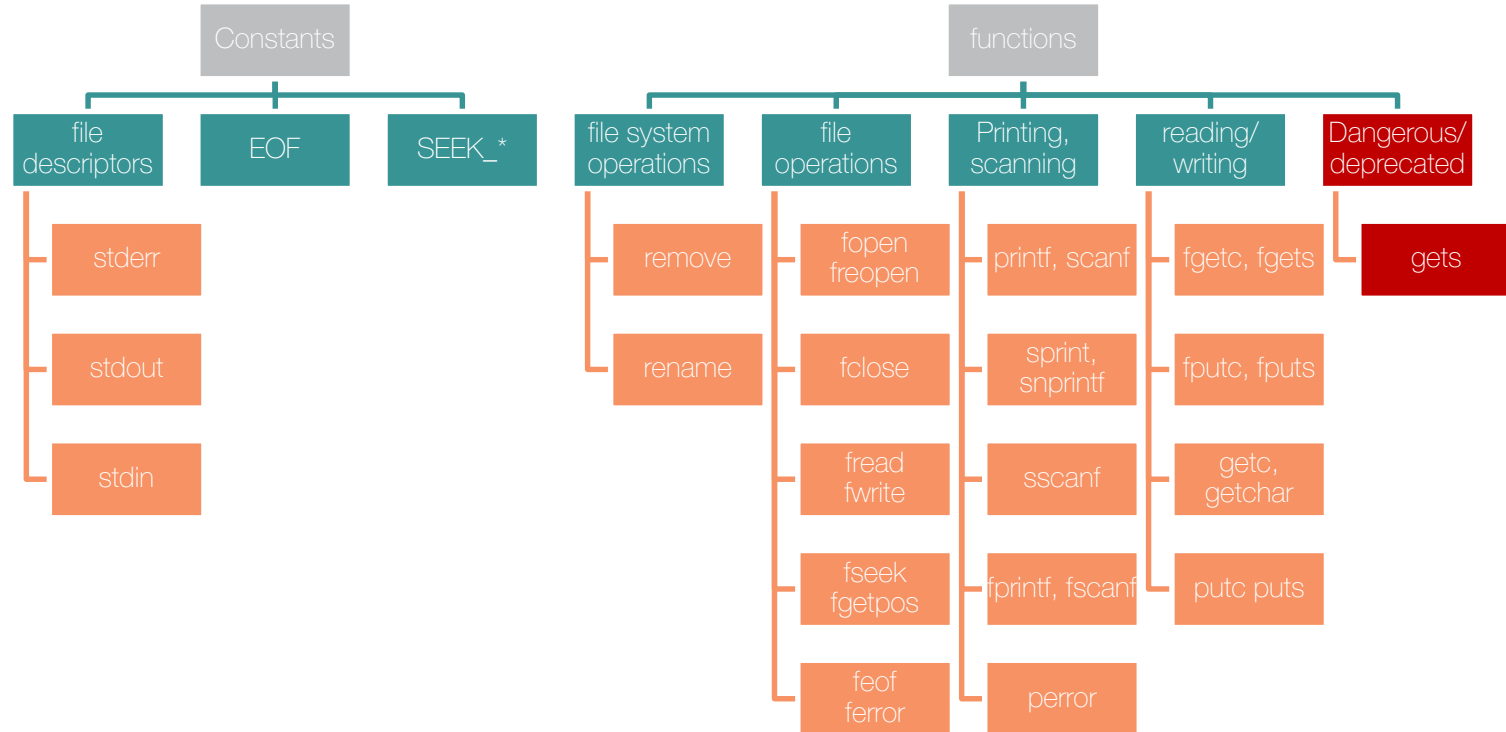 Constants
file
descriptors
EOF
SEEK_*
stderr
stdout
stdin
functions
file system
operations
file
operations
Printing,
scanning
reading/
writing
Dangerous/
deprecated
remove
rename
fopen
freopen
fclose
fread
fwrite
fseek
fgetpos
feof
ferror
printf, scanf
sprint,
snprintf
sscanf
fprintf, fscanf
perror
fgetc, fgets
fputc, fputs
getc,
getchar
putc puts
gets